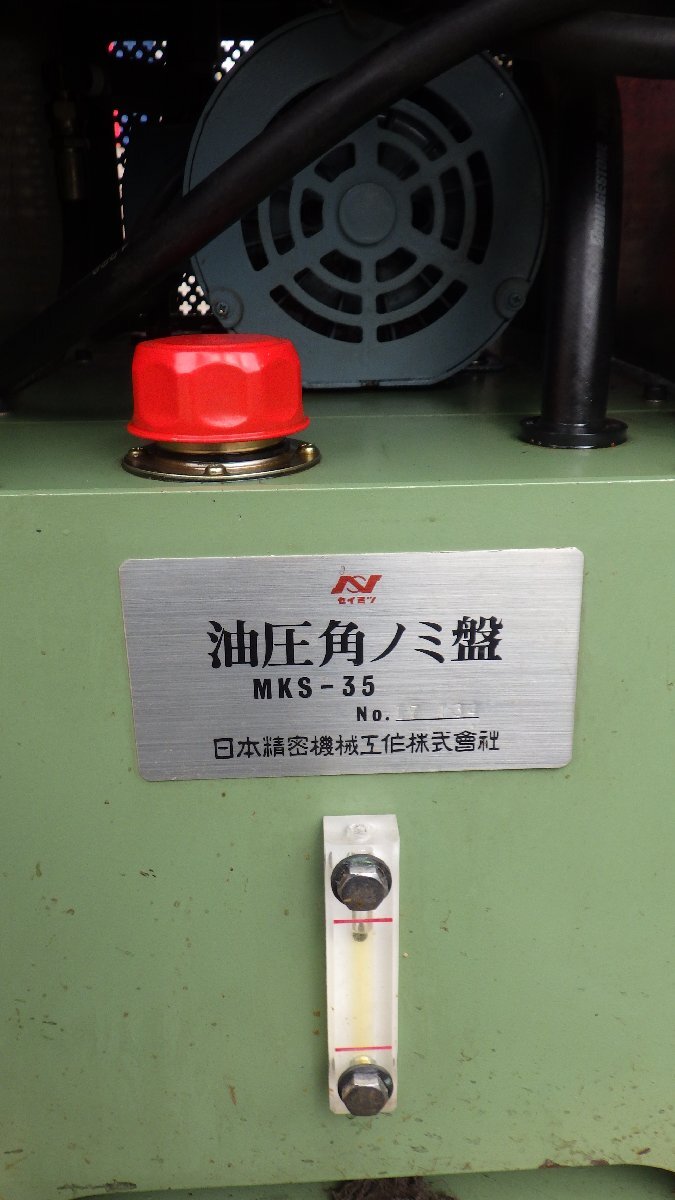 セイミツ
油圧角ノミ盤
MKS-35
No.
日本精密機械工作株式會社